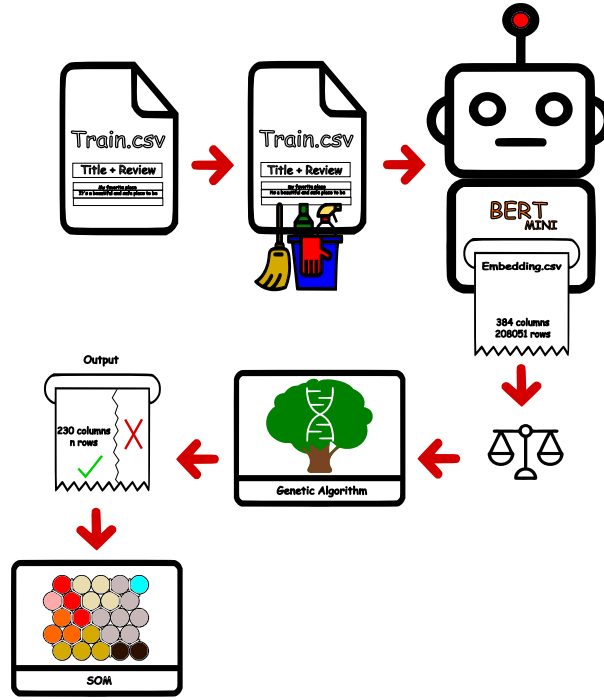 Train.csv
Title + Review
My favorite place
It's a beautiful and safe place to be
Train.csv
Title + Review
My favorite place
Its a beautiful and safe place to be
BERT
MINI
Embedding.csv
384 columns
208051 rows
Output
230 columns
n rows
Genetic Algorithm
SOM